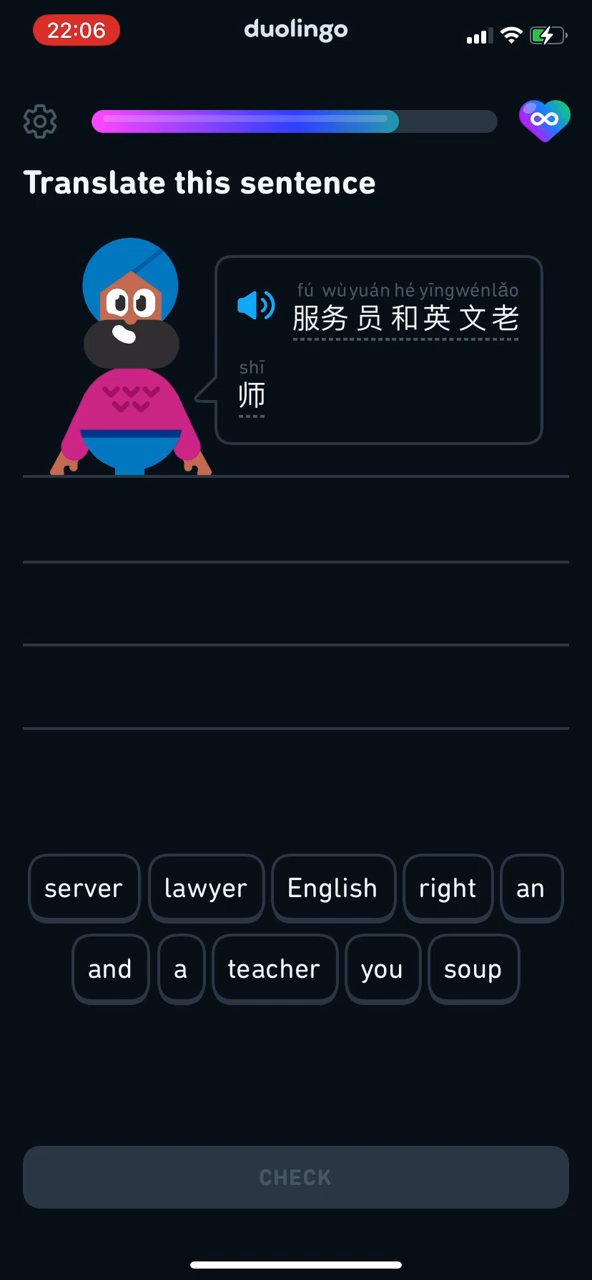 22:06
duolingo
Translate this sentence
fú wùyuán hé yīngwénlǎo
服务员和英文老
shī
师
server lawyer English right an
and a teacher you soup
CHECK